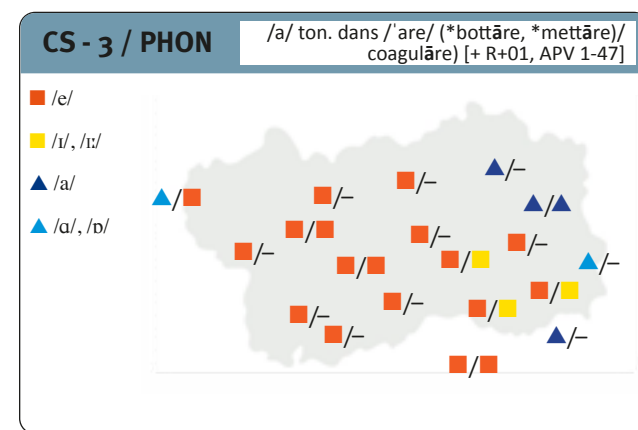 CS - 3 / PHON
/a/ ton. dans /ˈare/ (*bottāre, *mettāre)/
coagulāre) [+ R+01, APV 1-47]
/e/
/ɪ/, /ɪː/
/a/
/ɑ/, /ɒ/
/–
/–
/
/–
/
/
/–
/–
/–
/
/
/–
/–
/
/–
/
/–
/–
/–
/